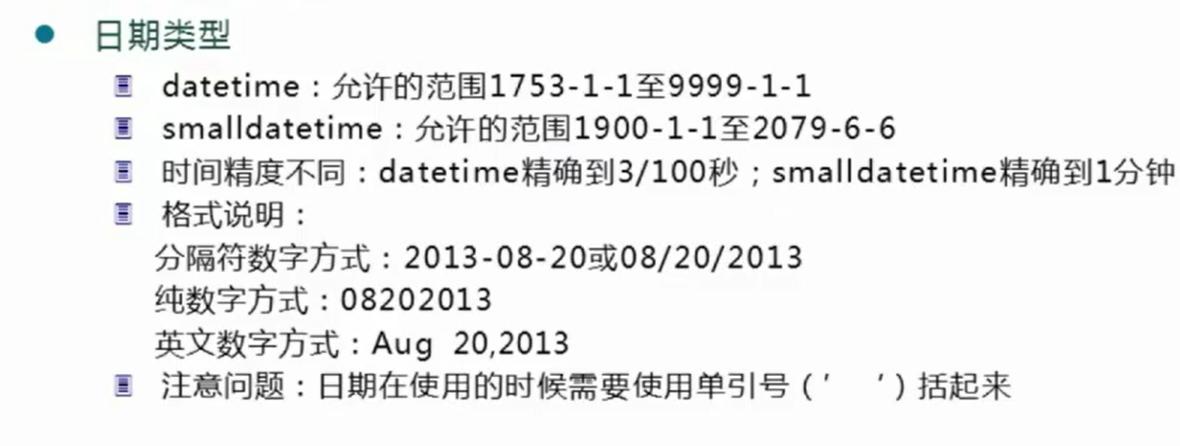 日期类型
datetime：允许的范围1753-1-1至9999-1-1
smalldatetime：允许的范围1900-1-1至2079-6-6
时间精度不同：datetime精确到3/100秒；smalldatetime精确到1分钟
格式说明：
分隔符数字方式：2013-08-20或08/20/2013
纯数字方式：08202013
英文数字方式：Aug  20,2013
注意问题：日期在使用的时候需要使用单引号（′  ′）括起来